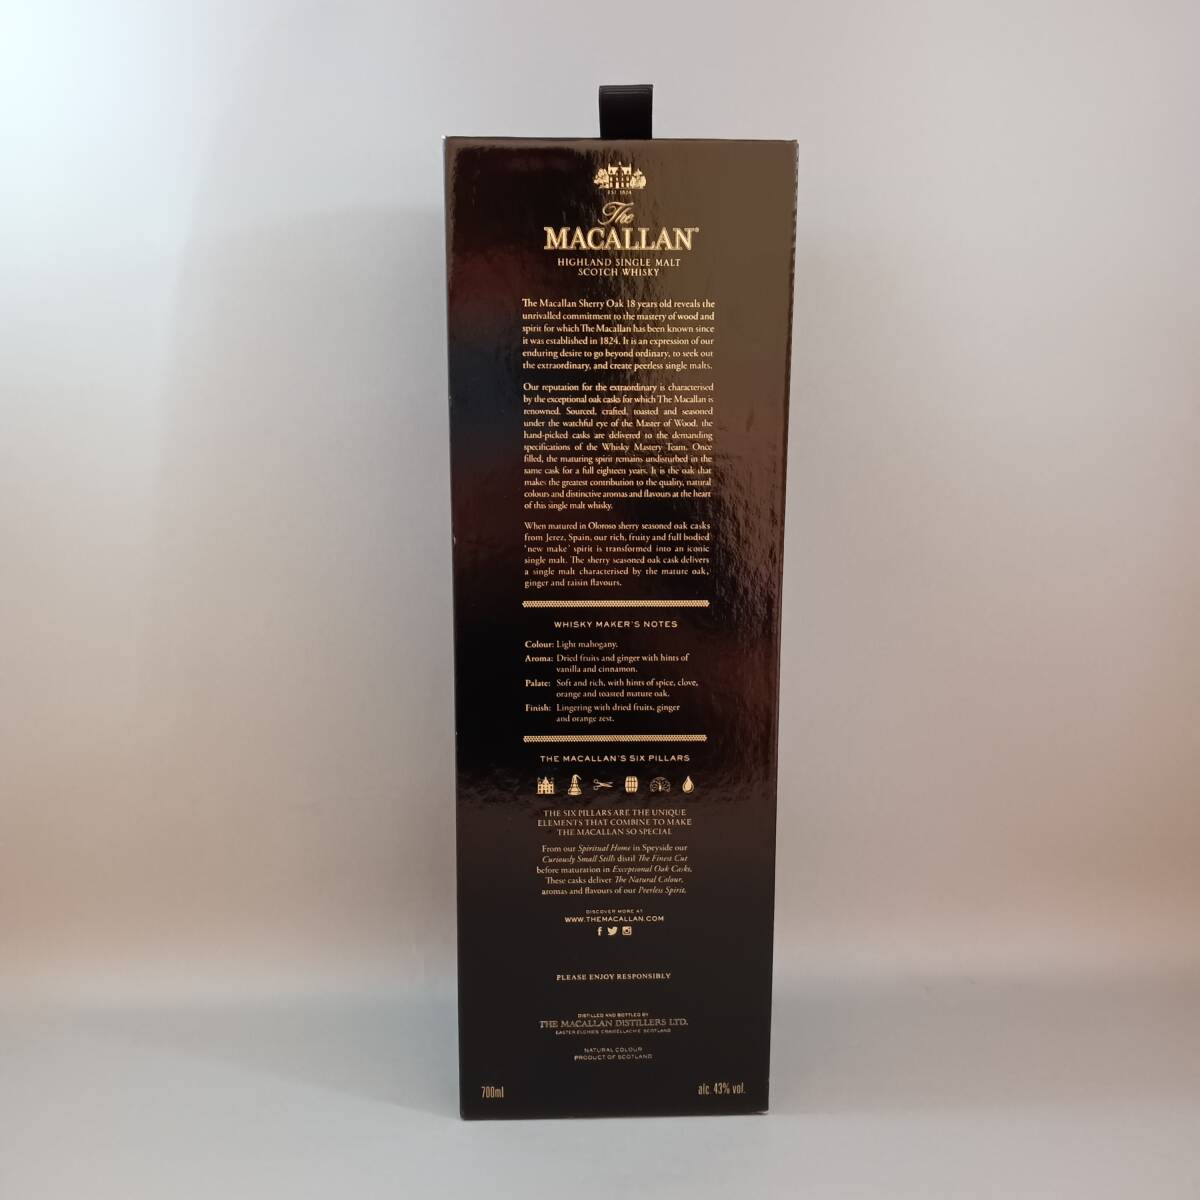 EST. 1824
The
MACALLAN®
HIGHLAND SINGLE MALT
SCOTCH WHISKY
The Macallan Sherry Oak 18 years old reveals the
unrivalled commitment to the mastery of wood and
spirit for which The Macallan has been known since
it was established in 1824. It is an expression of our
enduring desire to go beyond ordinary, to seek out
the extraordinary, and create peerless single malts.
Our reputation for the extraordinary is characterised
by the exceptional oak casks for which The Macallan is
renowned. Sourced, crafted, toasted and seasoned
under the watchful eye of the Master of Wood, the
hand-picked casks are delivered to the demanding
specifications of the Whisky Mastery Team. Once
filled, the maturing spirit remains undisturbed in the
same cask for a full eighteen years. It is the oak that
makes the greatest contribution to the quality, natural
colours and distinctive aromas and flavours at the heart
of this single malt whisky.
When matured in Oloroso sherry seasoned oak casks
from Jerez, Spain, our rich, fruity and full bodied
'new make' spirit is transformed into an iconic
single malt. The sherry seasoned oak cask delivers
a single malt characterised by the mature oak,
ginger and raisin flavours.
WHISKY MAKER'S NOTES
Colour: Light mahogany.
Aroma: Dried fruits and ginger with hints of
vanilla and cinnamon.
Palate: Soft and rich, with hints of spice, clove,
orange and toasted mature oak.
Finish: Lingering with dried fruits, ginger
and orange zest.
THE MACALLAN'S SIX PILLARS
THE SIX PILLARS ARE THE UNIQUE
ELEMENTS THAT COMBINE TO MAKE
THE MACALLAN SO SPECIAL
From our Spiritual Home in Speyside our
Curiously Small Stills distil The Finest Cut
before maturation in Exceptional Oak Casks.
These casks deliver The Natural Colour,
aromas and flavours of our Peerless Spirit.
DISCOVER MORE AT
WWW.THEMACALLAN.COM
PLEASE ENJOY RESPONSIBLY
DISTILLED AND BOTTLED BY
THE MACALLAN DISTILLERS LTD.
EASTER ELCHIES CRAIGELLACHIE SCOTLAND
NATURAL COLOUR
PRODUCT OF SCOTLAND
700ml
alc. 43% vol.